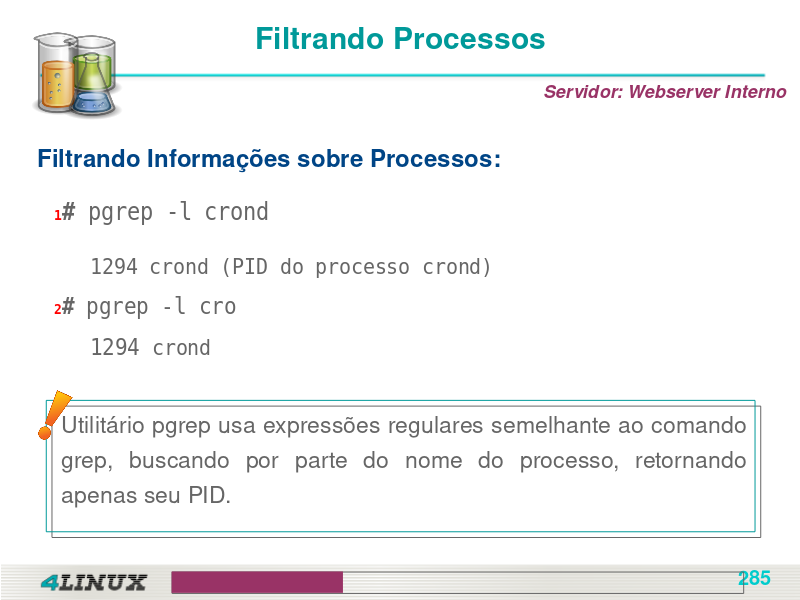 Filtrando Processos
Servidor: Webserver Interno
Filtrando Informações sobre Processos:
1# pgrep -l crond
1294 crond (PID do processo crond)
2# pgrep -l cro
1294 crond
Utilitário pgrep usa expressões regulares semelhante ao comando
grep, buscando por parte do nome do processo, retornando
apenas seu PID.
4LINUX
285